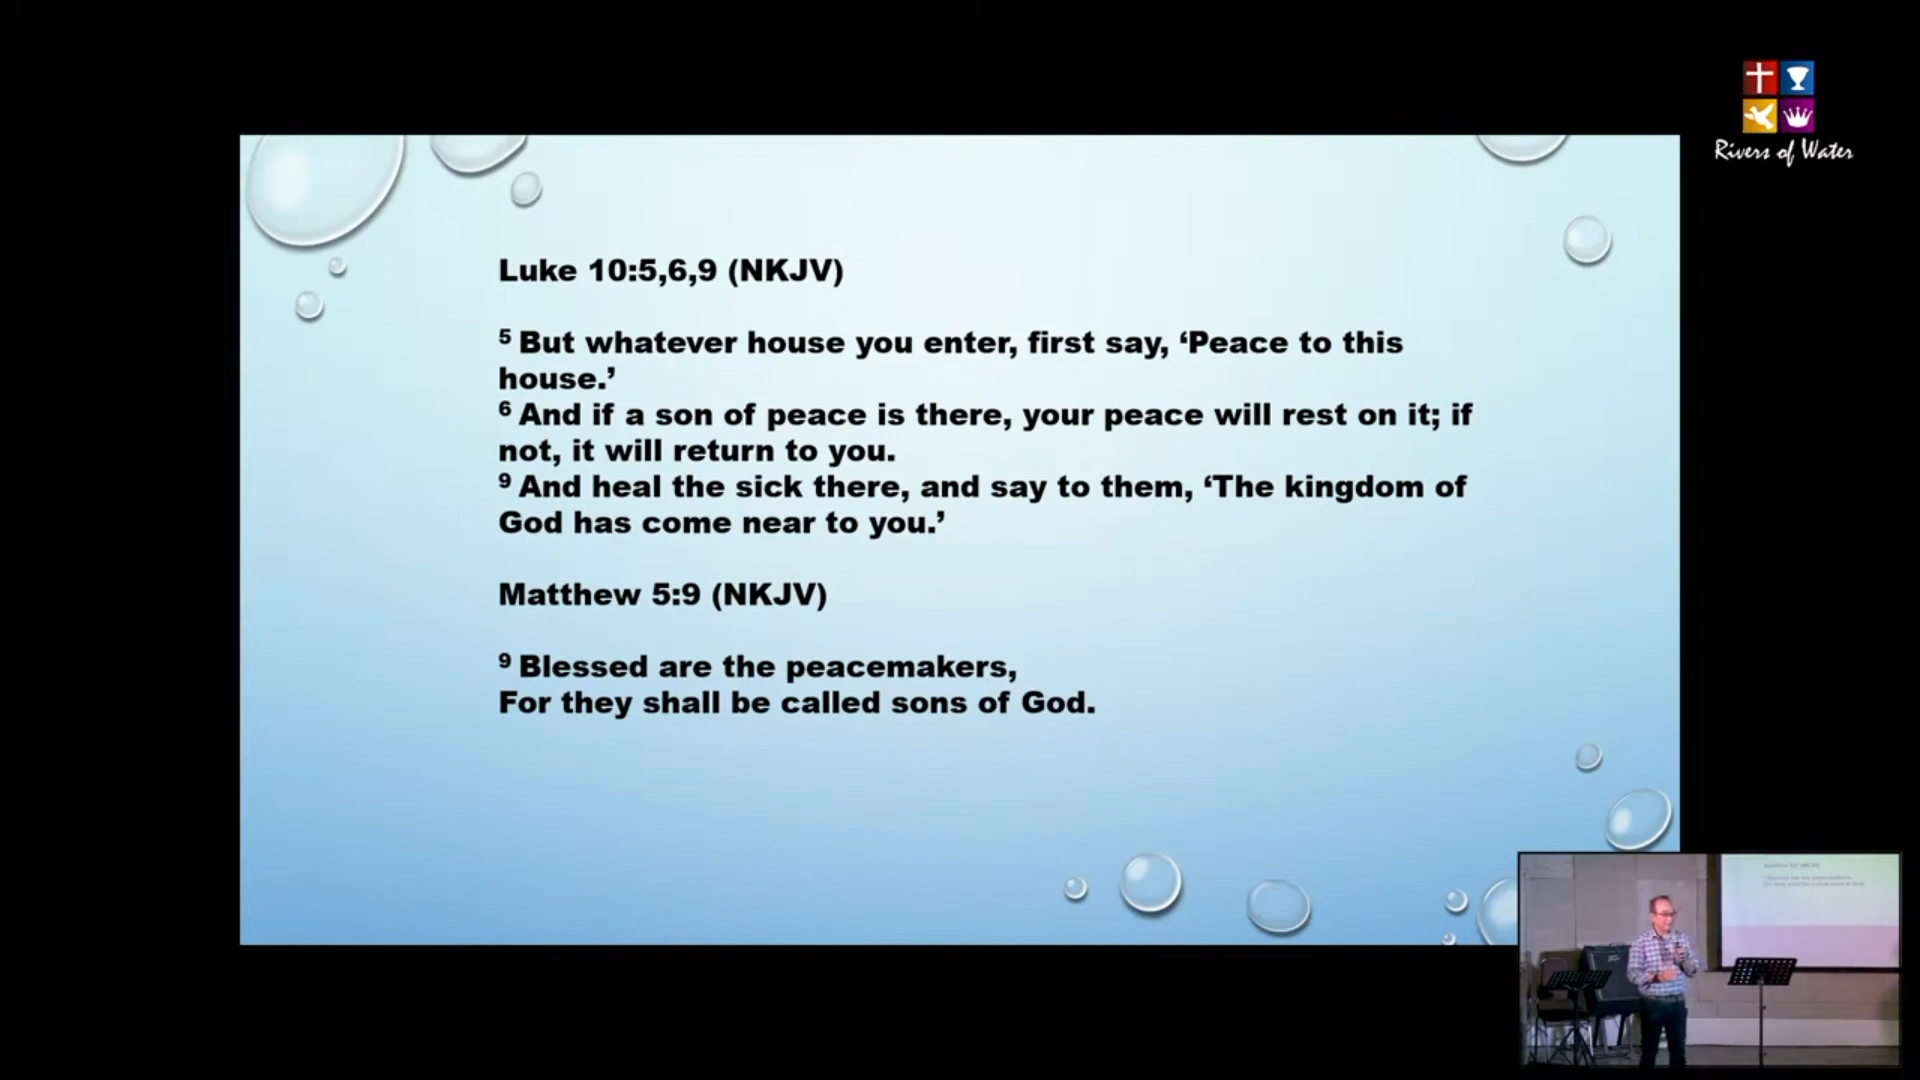 Rivers of Water
Luke 10:5,6,9 (NKJV)
5 But whatever house you enter, first say, ‘Peace to this
house.’
6 And if a son of peace is there, your peace will rest on it; if
not, it will return to you.
9 And heal the sick there, and say to them, ‘The kingdom of
God has come near to you.’
Matthew 5:9 (NKJV)
9 Blessed are the peacemakers,
For they shall be called sons of God.